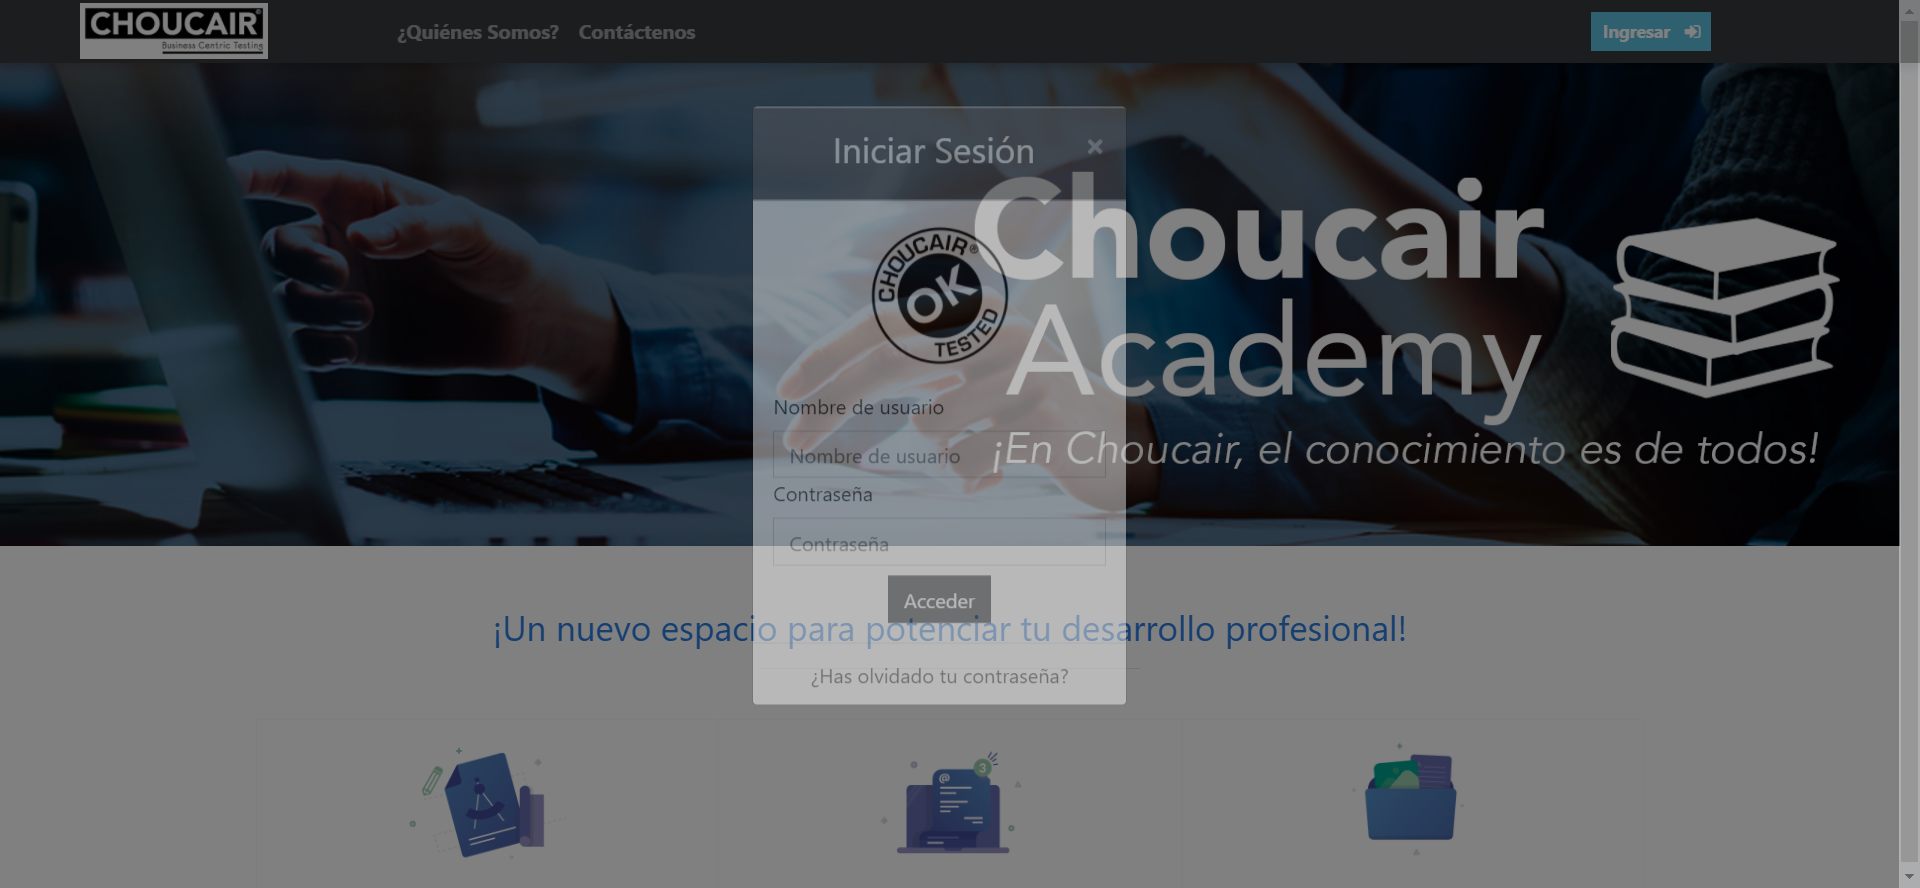 CHOUCAIR®
Business Centric Testing
¿Quiénes Somos?
Contáctenos
Ingresar
Iniciar Sesión
×
CHOUCAIR®
OK
TESTED
Choucair
Academy
¡En Choucair, el conocimiento es de todos!
Nombre de usuario
Nombre de usuario
Contraseña
Contraseña
Acceder
¡Un nuevo espacio para potenciar tu desarrollo profesional!
¿Has olvidado tu contraseña?
@
3